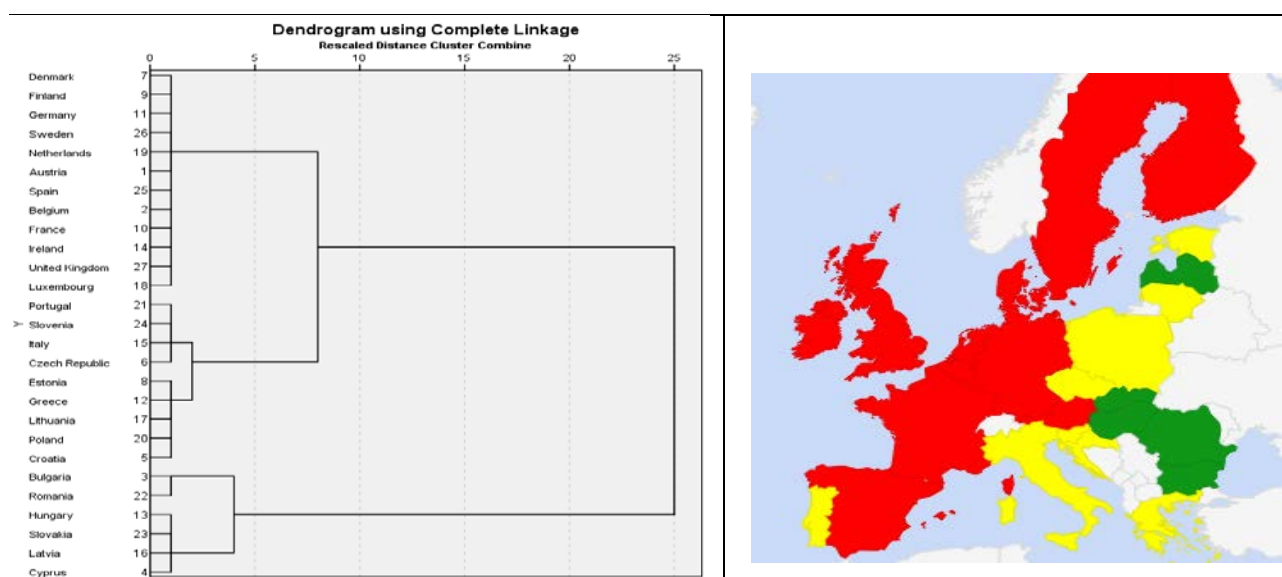 Dendrogram using Complete Linkage
Rescaled Distance Cluster Combine
0 5 10 15 20 25
Denmark 7
Finland 9
Germany 11
Sweden 26
Netherlands 19
Austria 1
Spain 25
Belgium 2
France 10
Ireland 14
United Kingdom 27
Luxembourg 18
Portugal 21
Y
Slovenia 24
Italy 15
Czech Republic 6
Estonia 8
Greece 12
Lithuania 17
Poland 20
Croatia 5
Bulgaria 3
Romania 22
Hungary 13
Slovakia 23
Latvia 16
Cyprus 4